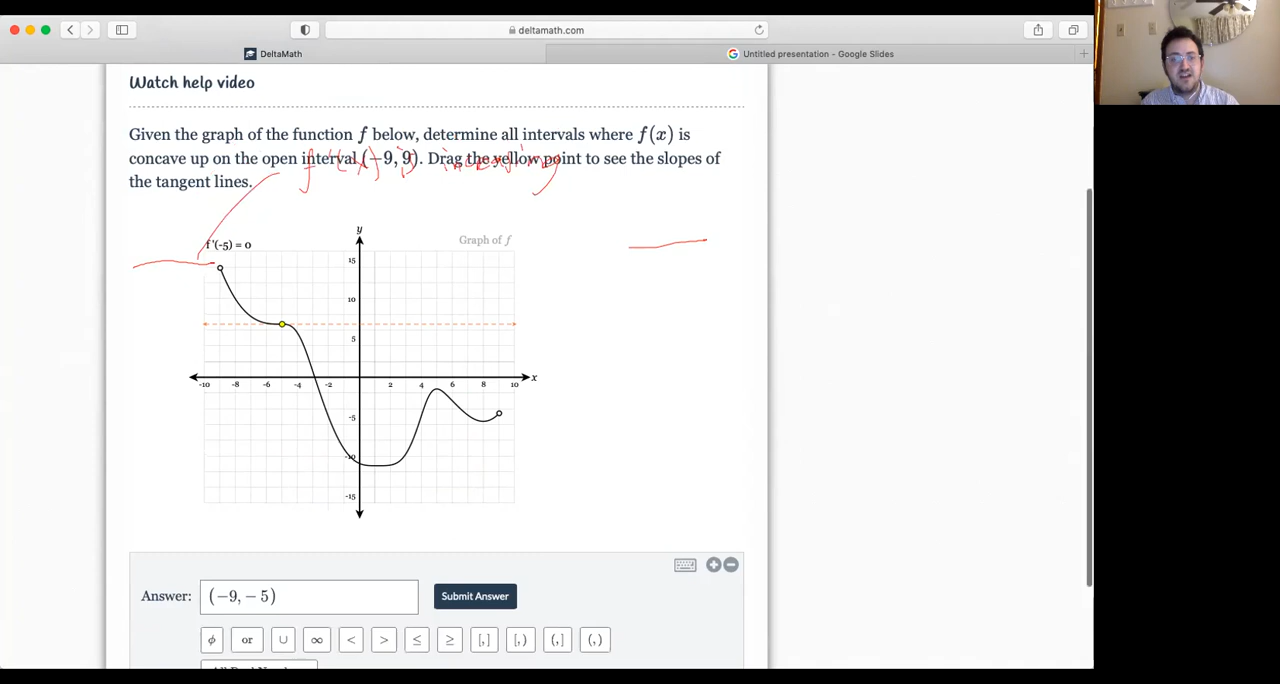 deltamath.com
DeltaMath
Untitled presentation - Google Slides
Watch help video
Given the graph of the function f below, determine all intervals where f(x) is
concave up on the open interval (−9, 9). Drag the yellow point to see the slopes of
the tangent lines.
f'(x) is increasing
f'(-5) = 0
y
Graph of f
15
10
5
x
-10 -8 -6 -4 -2 2 4 6 8 10
-5
-10
-15
Answer: (−9, − 5) Submit Answer
ϕ or ∪ ∞ < > ≤ ≥ [,] [,) (,] (,)